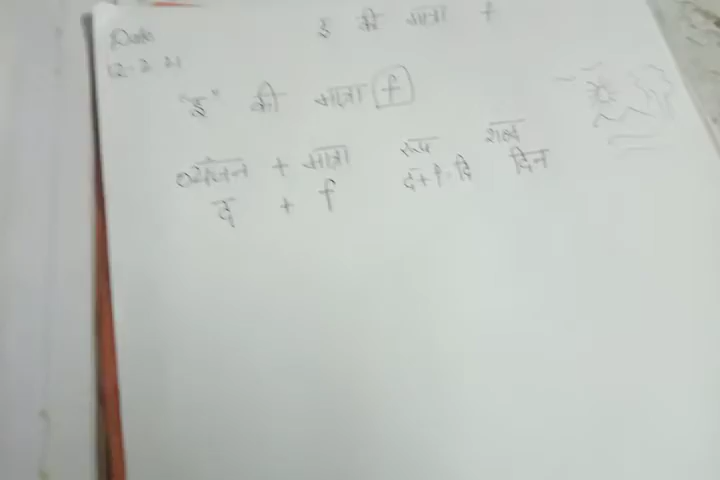 इ की मात्रा ि
Date
12-2-21
"इ" की मात्रा ि
व्यंजन + मात्रा रूप शब्द
द् + ि द् + ि - दि दिन